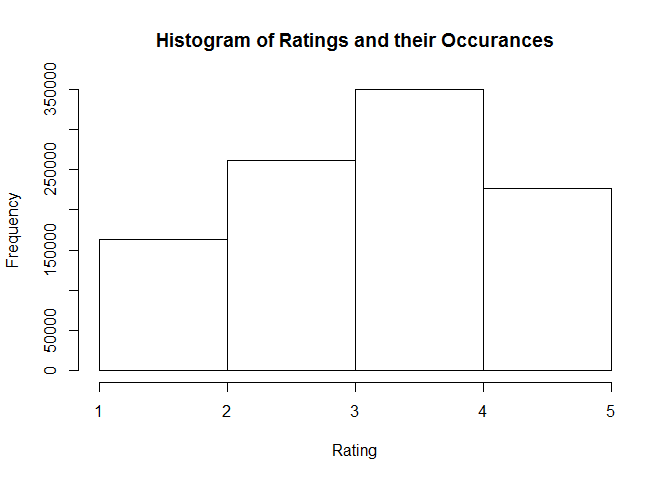 Histogram of Ratings and their Occurances
Frequency
350000
250000
150000
50000
0
1 2 3 4 5
Rating